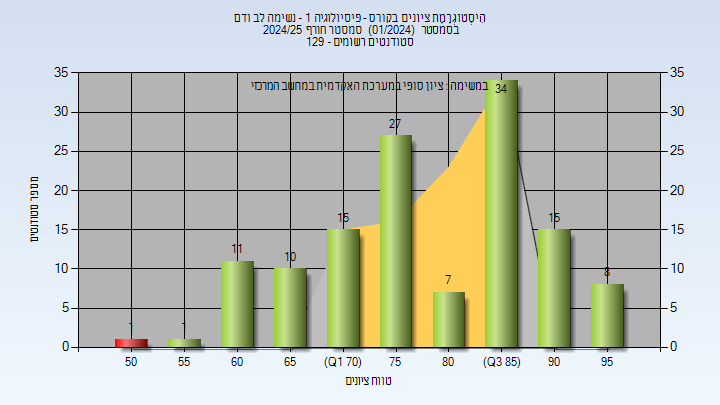 היסטוגרמת ציונים בקורס - פיסיולוגיה 1 - נשימה לב ודם
בסמסטר (01/2024) סמסטר חורף 2024/25
סטודנטים רשומים - 129
במשימה : ציון סופי במערכת האקדמית במחשב המרכזי
35 35
30 30
25 25
20 20
15 15
10 10
5 5
0 0
1 1 11 10 15 27 7 34 15 8
50 55 60 65 (Q1 70) 75 80 (Q3 85) 90 95
מספר סטודנטים
טווח ציונים